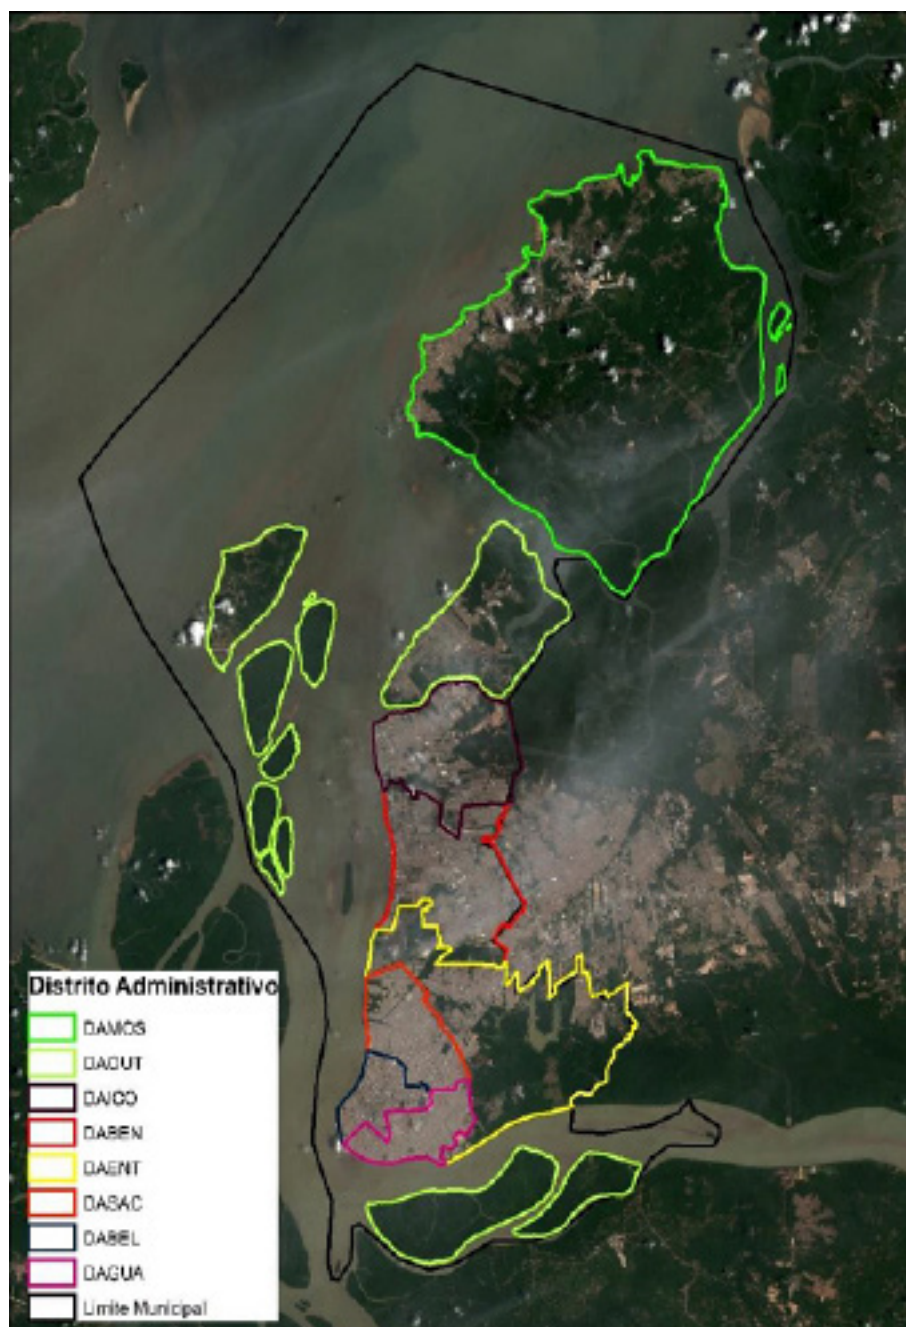 Distrito Administrativo
DAMOS
DAOUT
DAICO
DABEN
DAENT
DASAC
DABEL
DAGUA
Limite Municipal